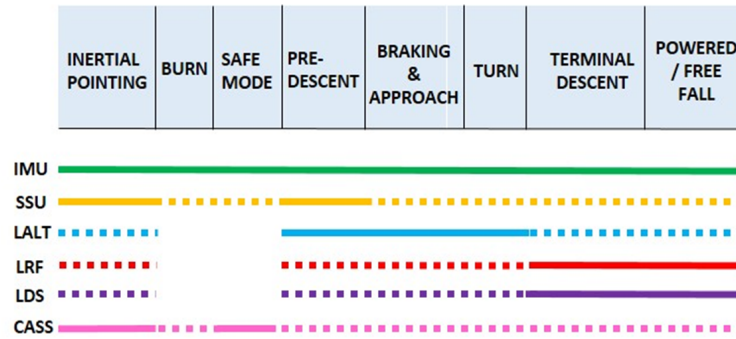 INERTIAL
POINTING
BURN
SAFE
MODE
PRE-
DESCENT
BRAKING
&
APPROACH
TURN
TERMINAL
DESCENT
POWERED
/ FREE
FALL
IMU
SSU
LALT
LRF
LDS
CASS